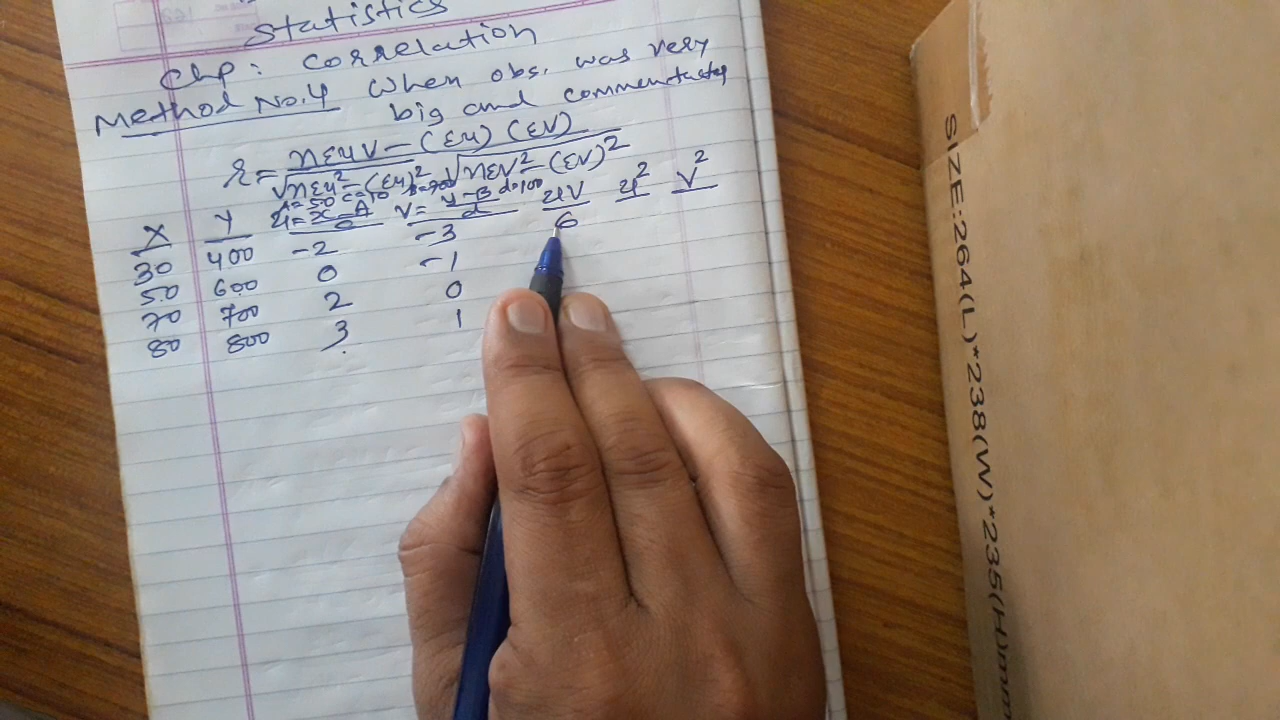 Statistics
Chp: Correlation
Method No.4 When obs. was very
big and
r = nΣuv - (Σu) (Σv)
√nΣu² - (Σu)² √nΣv² - (Σv)²
A=50 c=10 B=700 d=100
X Y u = x - A v = y - B uv u² v²
c d
30 400 -2 -3 6
50 600 0 -1
70 700 2 0
80 800 3 1
SIZE:264(L)*238(W)*235(H)mm